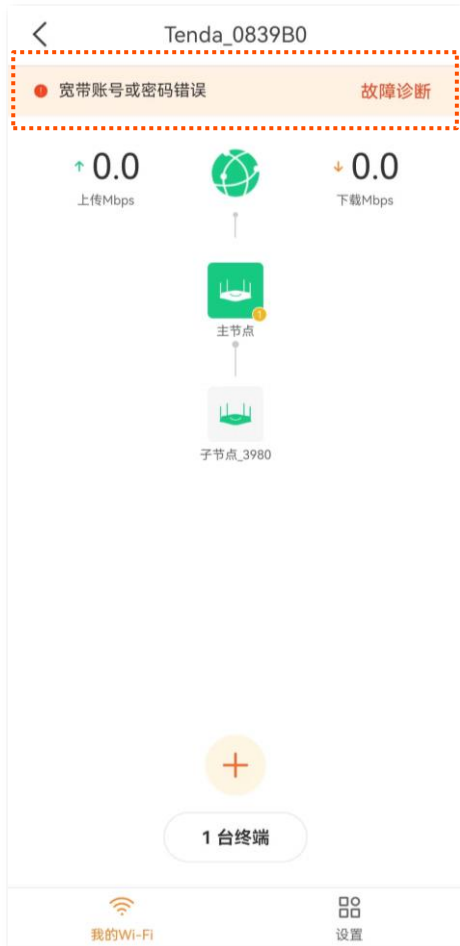 Tenda_0839B0
宽带账号或密码错误 故障诊断
0.0 0.0
上传Mbps 下载Mbps
1
主节点
子节点_3980
1 台终端
我的Wi-Fi 设置